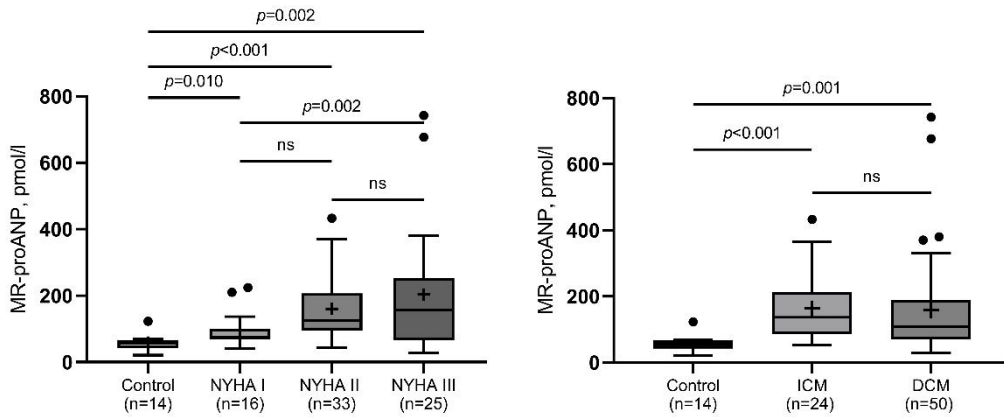 p=0.002
p<0.001
p=0.010
p=0.002
ns
ns
MR-proANP, pmol/l
800
600
400
200
0
Control
(n=14)
NYHA I
(n=16)
NYHA II
(n=33)
NYHA III
(n=25)
p=0.001
p<0.001
ns
MR-proANP, pmol/l
800
600
400
200
0
Control
(n=14)
ICM
(n=24)
DCM
(n=50)